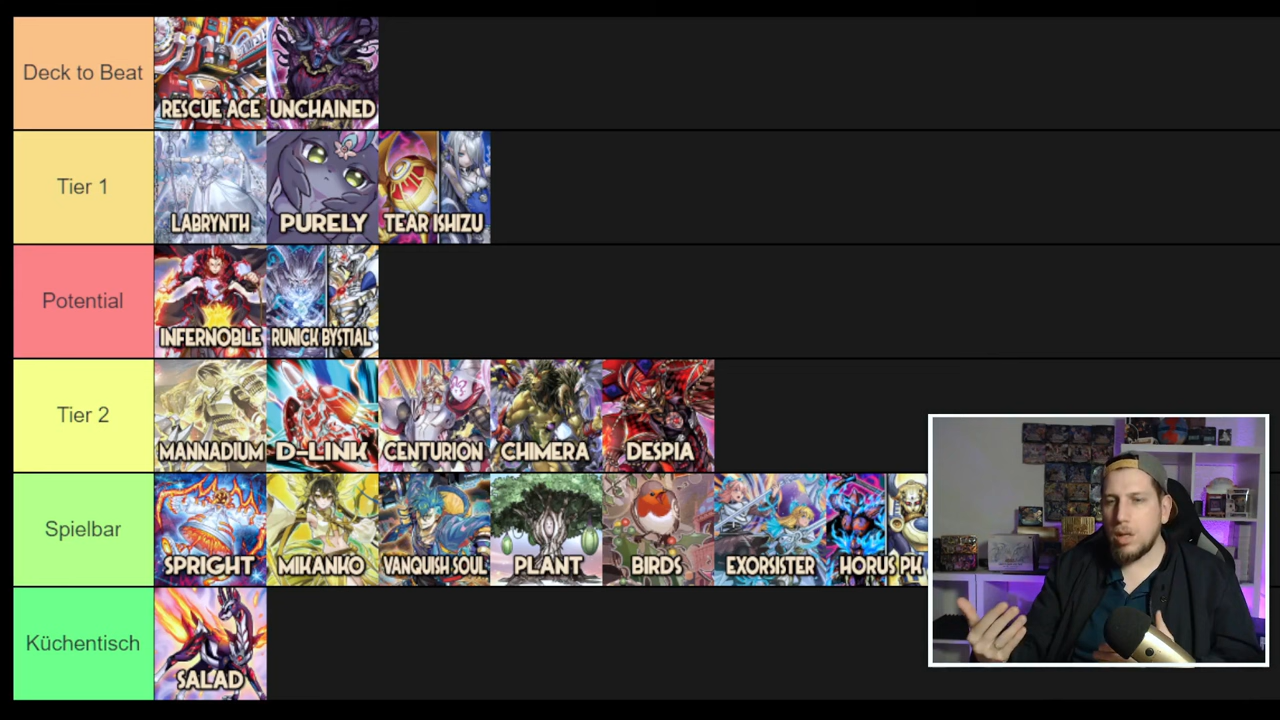 Deck to Beat
RESCUE ACE
UNCHAINED
Tier 1
LABRYNTH
PURELY
TEAR ISHIZU
Potential
INFERNOBLE
RUNICK BYSTIAL
Tier 2
MANNADIUM
D-LINK
CENTURION
CHIMERA
DESPIA
Spielbar
SPRIGHT
MIKANKO
VANQUISH SOUL
PLANT
BIRDS
EXORSISTER
HORUS PK
Küchentisch
SALAD